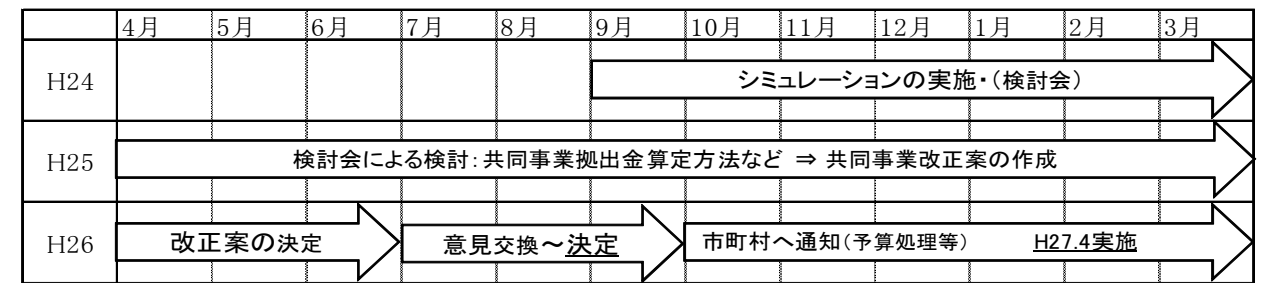 4月 5月 6月 7月 8月 9月 10月 11月 12月 1月 2月 3月
H24 シミュレーションの実施・(検討会)
H25 検討会による検討:共同事業拠出金算定方法など ⇒ 共同事業改正案の作成
H26 改正案の決定 意見交換～決定 市町村へ通知(予算処理等) H27.4実施